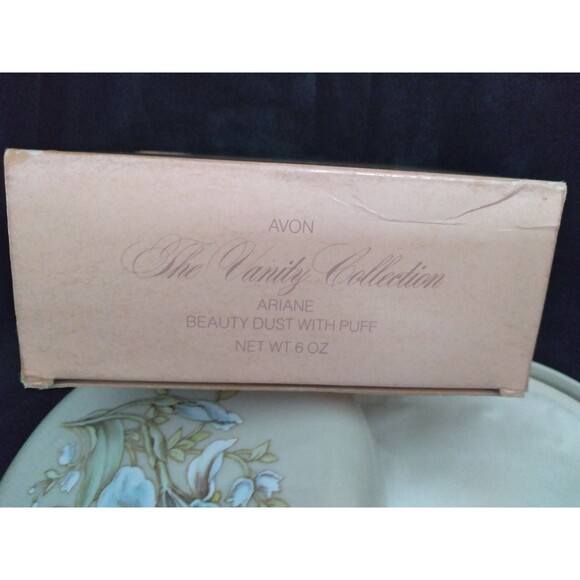 AVON
The Vanity Collection
ARIANE
BEAUTY DUST WITH PUFF
NET WT 6 OZ